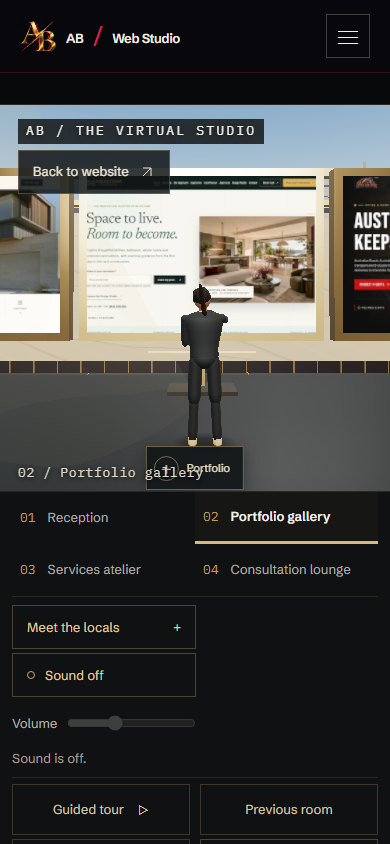 AB
AB / Web Studio
AB / THE VIRTUAL STUDIO
Back to website
Space to live.
Room to become.
AUST
KEEP
02 / Portfolio gallery
Portfolio
01 Reception
02 Portfolio gallery
03 Services atelier
04 Consultation lounge
Meet the locals +
Sound off
Volume
Sound is off.
Guided tour
Previous room